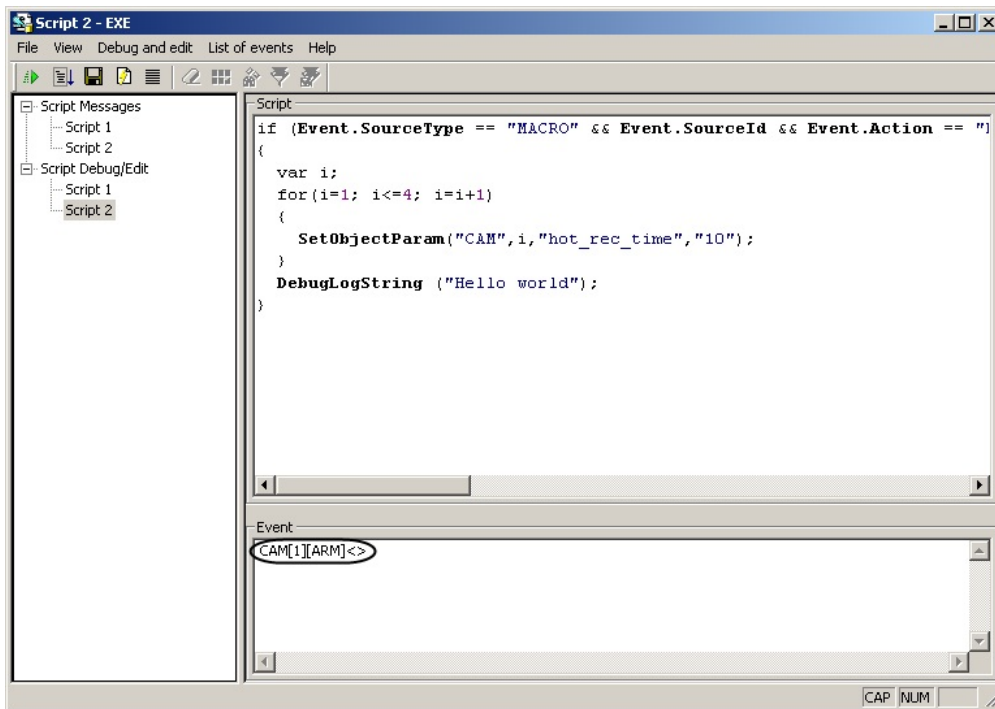 Script 2 - EXE
File View Debug and edit List of events Help
Script Messages
Script 1
Script 2
Script Debug/Edit
Script 1
Script 2
Script
if (Event.SourceType == "MACRO" && Event.SourceId && Event.Action == "
{
var i;
for(i=1; i<=4; i=i+1)
{
SetObjectParam("CAM",i,"hot_rec_time","10");
}
DebugLogString ("Hello world");
}
Event
CAM[1][ARM]<>
CAP NUM